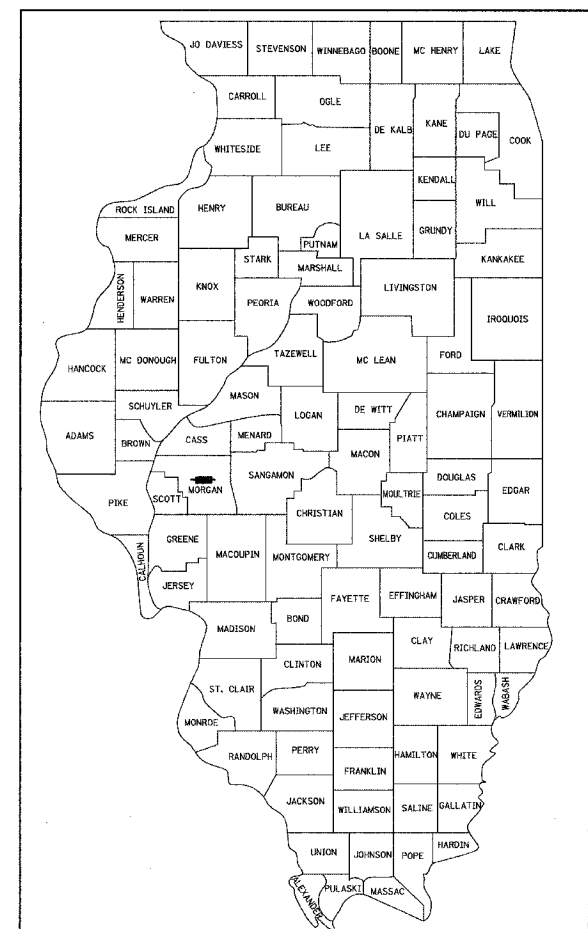 JO DAVIESS
STEVENSON
WINNEBAGO
BOONE
MC HENRY
LAKE
CARROLL
OGLE
DE KALB
KANE
DU PAGE
COOK
WHITESIDE
LEE
KENDALL
WILL
ROCK ISLAND
HENRY
BUREAU
PUTNAM
LA SALLE
GRUNDY
MERCER
STARK
MARSHALL
KANKAKEE
HENDERSON
WARREN
KNOX
PEORIA
WOODFORD
LIVINGSTON
IROQUOIS
HANCOCK
MC DONOUGH
FULTON
TAZEWELL
MC LEAN
FORD
SCHUYLER
MASON
LOGAN
DE WITT
CHAMPAIGN
VERMILION
ADAMS
BROWN
CASS
MENARD
MACON
PIATT
PIKE
SCOTT
MORGAN
SANGAMON
CHRISTIAN
MOULTRIE
DOUGLAS
EDGAR
COLES
CALHOUN
GREENE
MACOUPIN
MONTGOMERY
SHELBY
CUMBERLAND
CLARK
JERSEY
FAYETTE
EFFINGHAM
JASPER
CRAWFORD
MADISON
BOND
CLAY
RICHLAND
LAWRENCE
CLINTON
MARION
ST. CLAIR
WAYNE
EDWARDS
WABASH
MONROE
WASHINGTON
JEFFERSON
RANDOLPH
PERRY
HAMILTON
WHITE
FRANKLIN
JACKSON
WILLIAMSON
SALINE
GALLATIN
UNION
JOHNSON
POPE
HARDIN
ALEXANDER
PULASKI
MASSAC